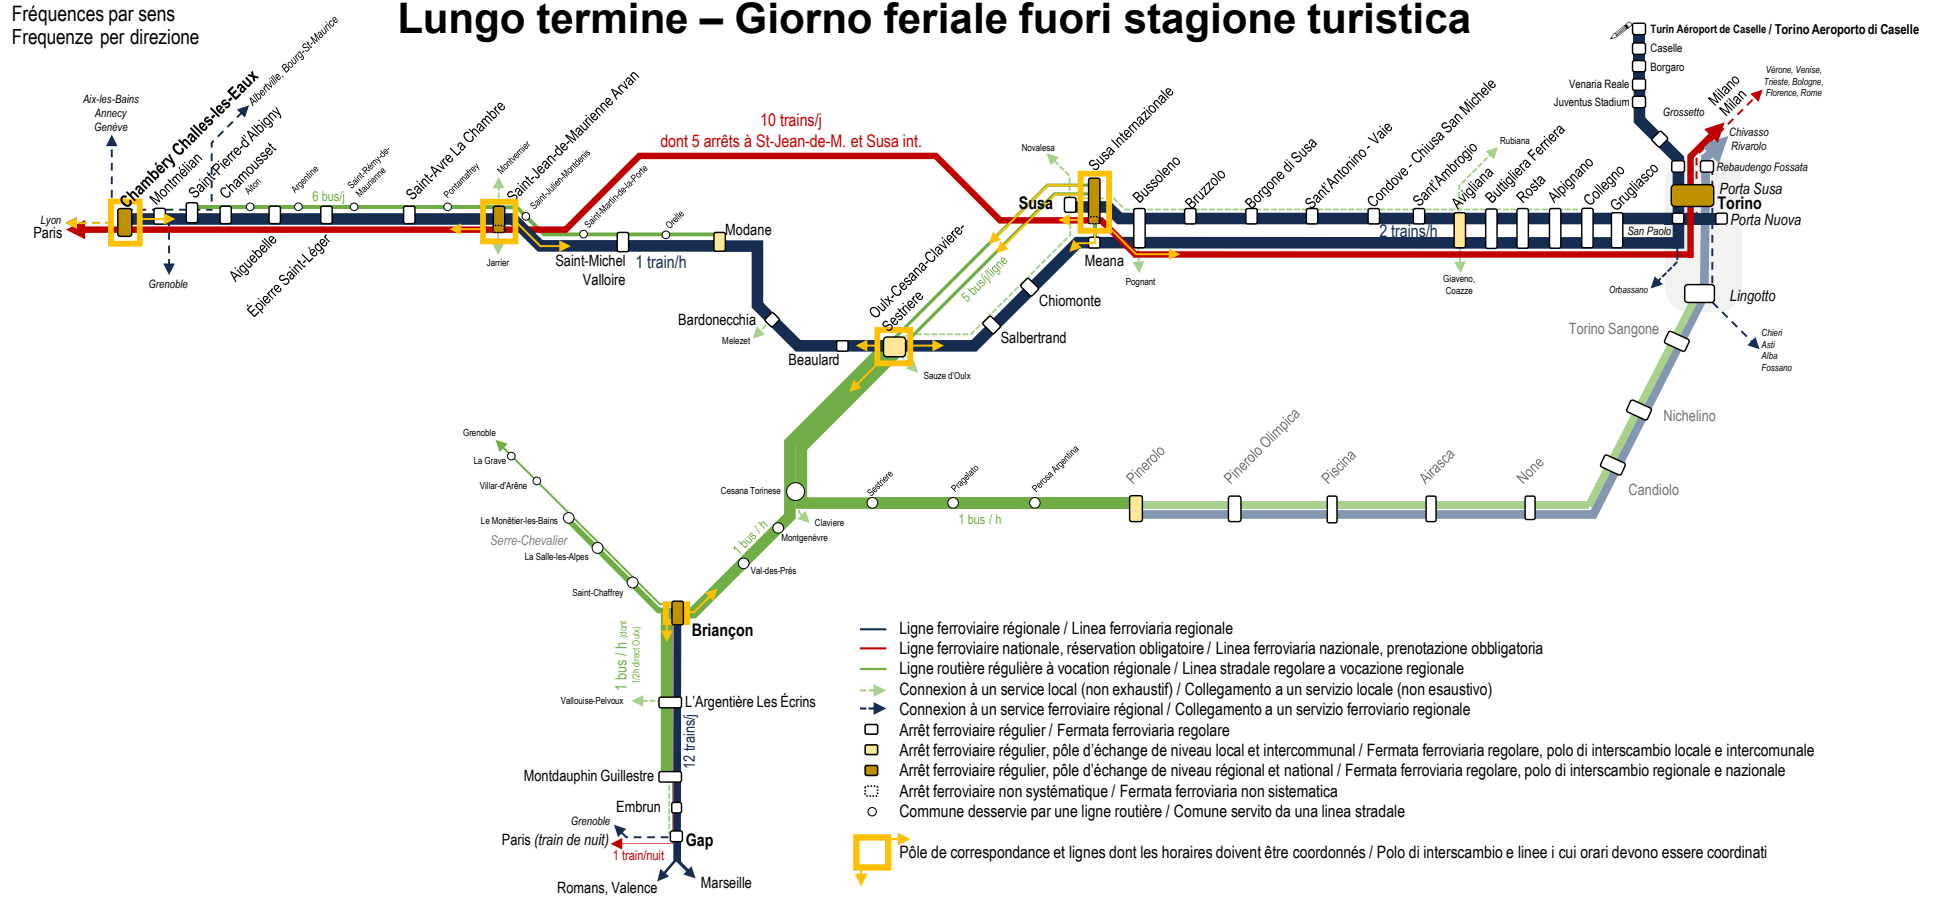 Fréquences par sens
Frequenze per direzione
Lungo termine – Giorno feriale fuori stagione turistica
Aix-les-Bains
Annecy
Genève
Lyon
Paris
Chambéry Challes-les-Eaux
Montmélian
Grenoble
Albertville, Bourg-St-Maurice
Saint-Pierre-d'Albigny
Chamousset
Aiton
Argentine
Saint-Rémy-de-
Maurienne
6 bus/j
Aiguebelle
Épierre Saint-Léger
Saint-Avre La Chambre
Pontamafrey
Montvernier
Jarrier
Saint-Jean-de-Maurienne Arvan
Saint-Julien-Montdenis
Saint-Martin-de-la-Porte
Orelle
Saint-Michel
Valloire
1 train/h
Modane
10 trains/j
dont 5 arrêts à St-Jean-de-M. et Susa int.
Bardonecchia
Melezet
Beaulard
Oulx-Cesana-Claviere-
Sestriere
Sauze d'Oulx
5 bus/j/ligne
Salbertrand
Chiomonte
Meana
Susa
Novalesa
Susa Internazionale
Bussoleno
Pognant
Bruzzolo
Borgone di Susa
Sant'Antonino - Vaie
Condove - Chiusa San Michele
Sant'Ambrogio
2 trains/h
Avigliana
Rubiana
Giaveno,
Coazze
Buttigliera Ferriera
Rosta
Alpignano
Collegno
Grugliasco
San Paolo
Orbassano
Turin Aéroport de Caselle / Torino Aeroporto di Caselle
Caselle
Borgaro
Venaria Reale
Juventus Stadium
Grossetto
Milano
Milan
Vérone, Venise,
Trieste, Bologne,
Florence, Rome
Chivasso
Rivarolo
Rebaudengo Fossata
Porta Susa
Torino
Porta Nuova
Lingotto
Chieri
Asti
Alba
Fossano
Torino Sangone
Nichelino
Candiolo
None
Airasca
Piscina
Pinerolo Olimpica
Pinerolo
Perosa Argentina
Pragelato
Sestriere
1 bus / h
Cesana Torinese
Claviere
Montgenèvre
Val-des-Prés
1 bus / h
Grenoble
La Grave
Villar-d'Arêne
Le Monêtier-les-Bains
Serre-Chevalier
La Salle-les-Alpes
Saint-Chaffrey
Briançon
1 bus / h (dont
1/2h direct Oulx)
Vallouise-Pelvoux
L'Argentière Les Écrins
12 trains/j
Montdauphin Guillestre
Embrun
Grenoble
Paris (train de nuit)
1 train/nuit
Gap
Romans, Valence
Marseille
Ligne ferroviaire régionale / Linea ferroviaria regionale
Ligne ferroviaire nationale, réservation obligatoire / Linea ferroviaria nazionale, prenotazione obbligatoria
Ligne routière régulière à vocation régionale / Linea stradale regolare a vocazione regionale
Connexion à un service local (non exhaustif) / Collegamento a un servizio locale (non esaustivo)
Connexion à un service ferroviaire régional / Collegamento a un servizio ferroviario regionale
Arrêt ferroviaire régulier / Fermata ferroviaria regolare
Arrêt ferroviaire régulier, pôle d'échange de niveau local et intercommunal / Fermata ferroviaria regolare, polo di interscambio locale e intercomunale
Arrêt ferroviaire régulier, pôle d'échange de niveau régional et national / Fermata ferroviaria regolare, polo di interscambio regionale e nazionale
Arrêt ferroviaire non systématique / Fermata ferroviaria non sistematica
Commune desservie par une ligne routière / Comune servito da una linea stradale
Pôle de correspondance et lignes dont les horaires doivent être coordonnés / Polo di interscambio e linee i cui orari devono essere coordinati